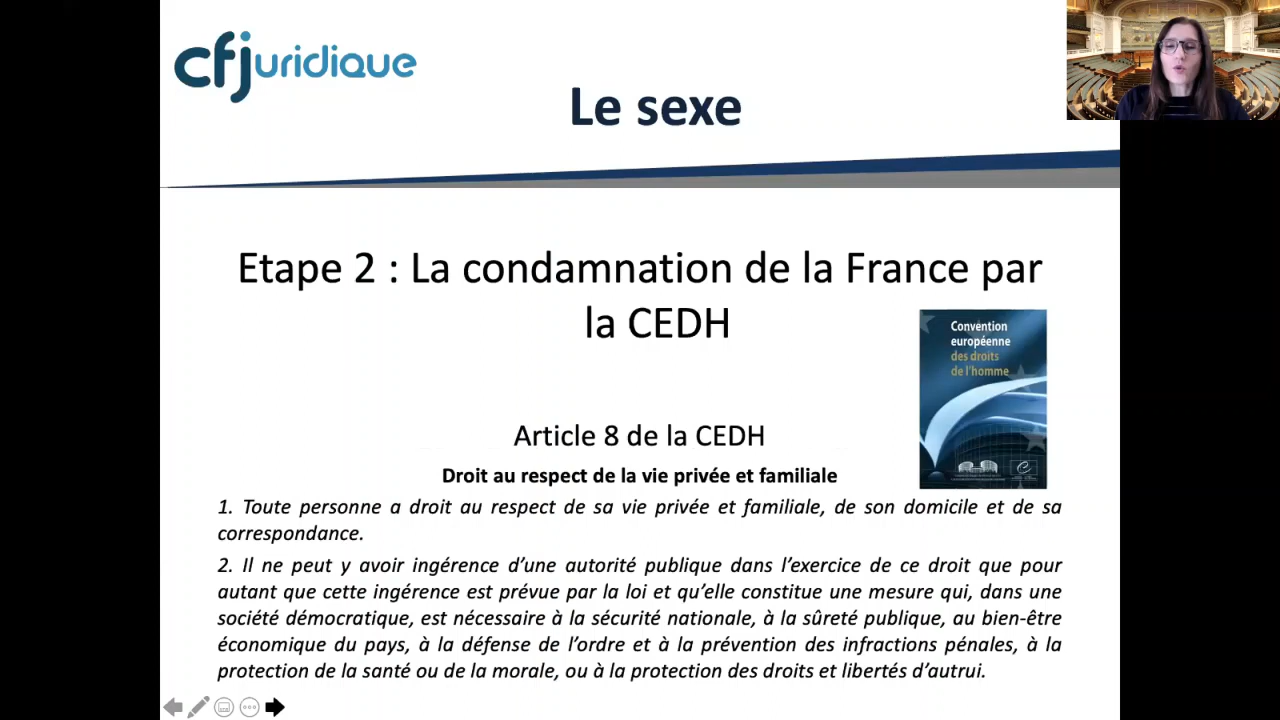 cfjuridique
Le sexe
Etape 2 : La condamnation de la France par
la CEDH
Convention
européenne
des droits
de l'homme
Article 8 de la CEDH
Droit au respect de la vie privée et familiale
1. Toute personne a droit au respect de sa vie privée et familiale, de son domicile et de sa
correspondance.
2. Il ne peut y avoir ingérence d’une autorité publique dans l’exercice de ce droit que pour
autant que cette ingérence est prévue par la loi et qu’elle constitue une mesure qui, dans une
société démocratique, est nécessaire à la sécurité nationale, à la sûreté publique, au bien-être
économique du pays, à la défense de l’ordre et à la prévention des infractions pénales, à la
protection de la santé ou de la morale, ou à la protection des droits et libertés d’autrui.